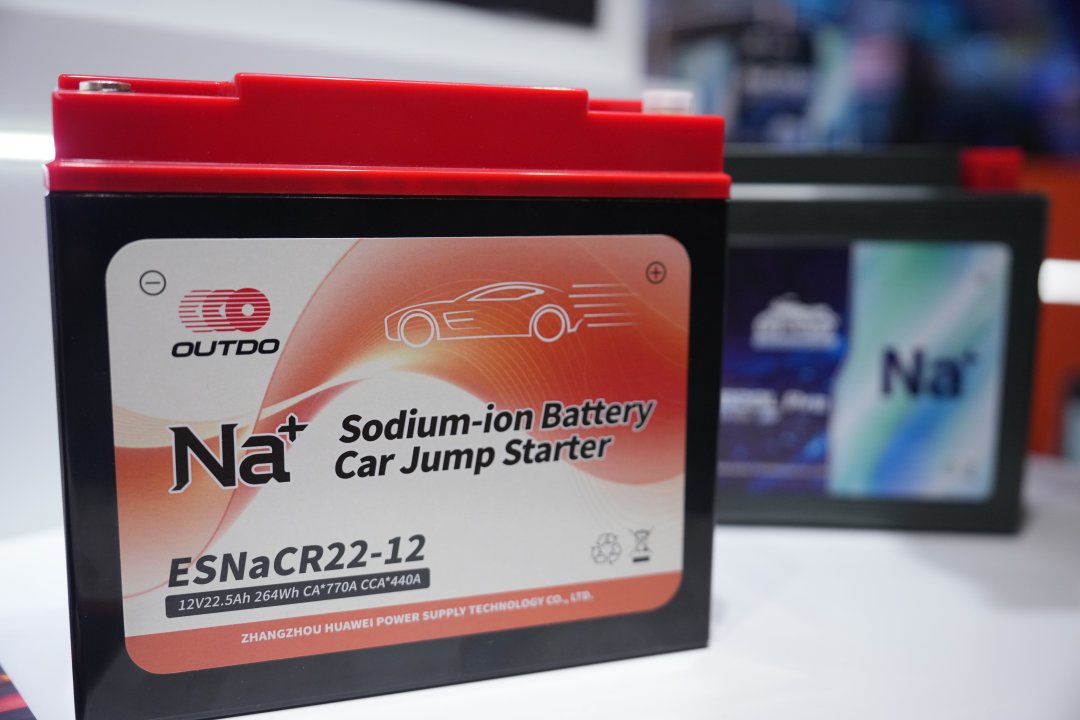 OUTDO
Na+
Sodium-ion Battery
Car Jump Starter
ESNaCR22-12
12V22.5Ah 264Wh CA*770A CCA*440A
ZHANGZHOU HUAWEI POWER SUPPLY TECHNOLOGY CO., LTD.
Na+